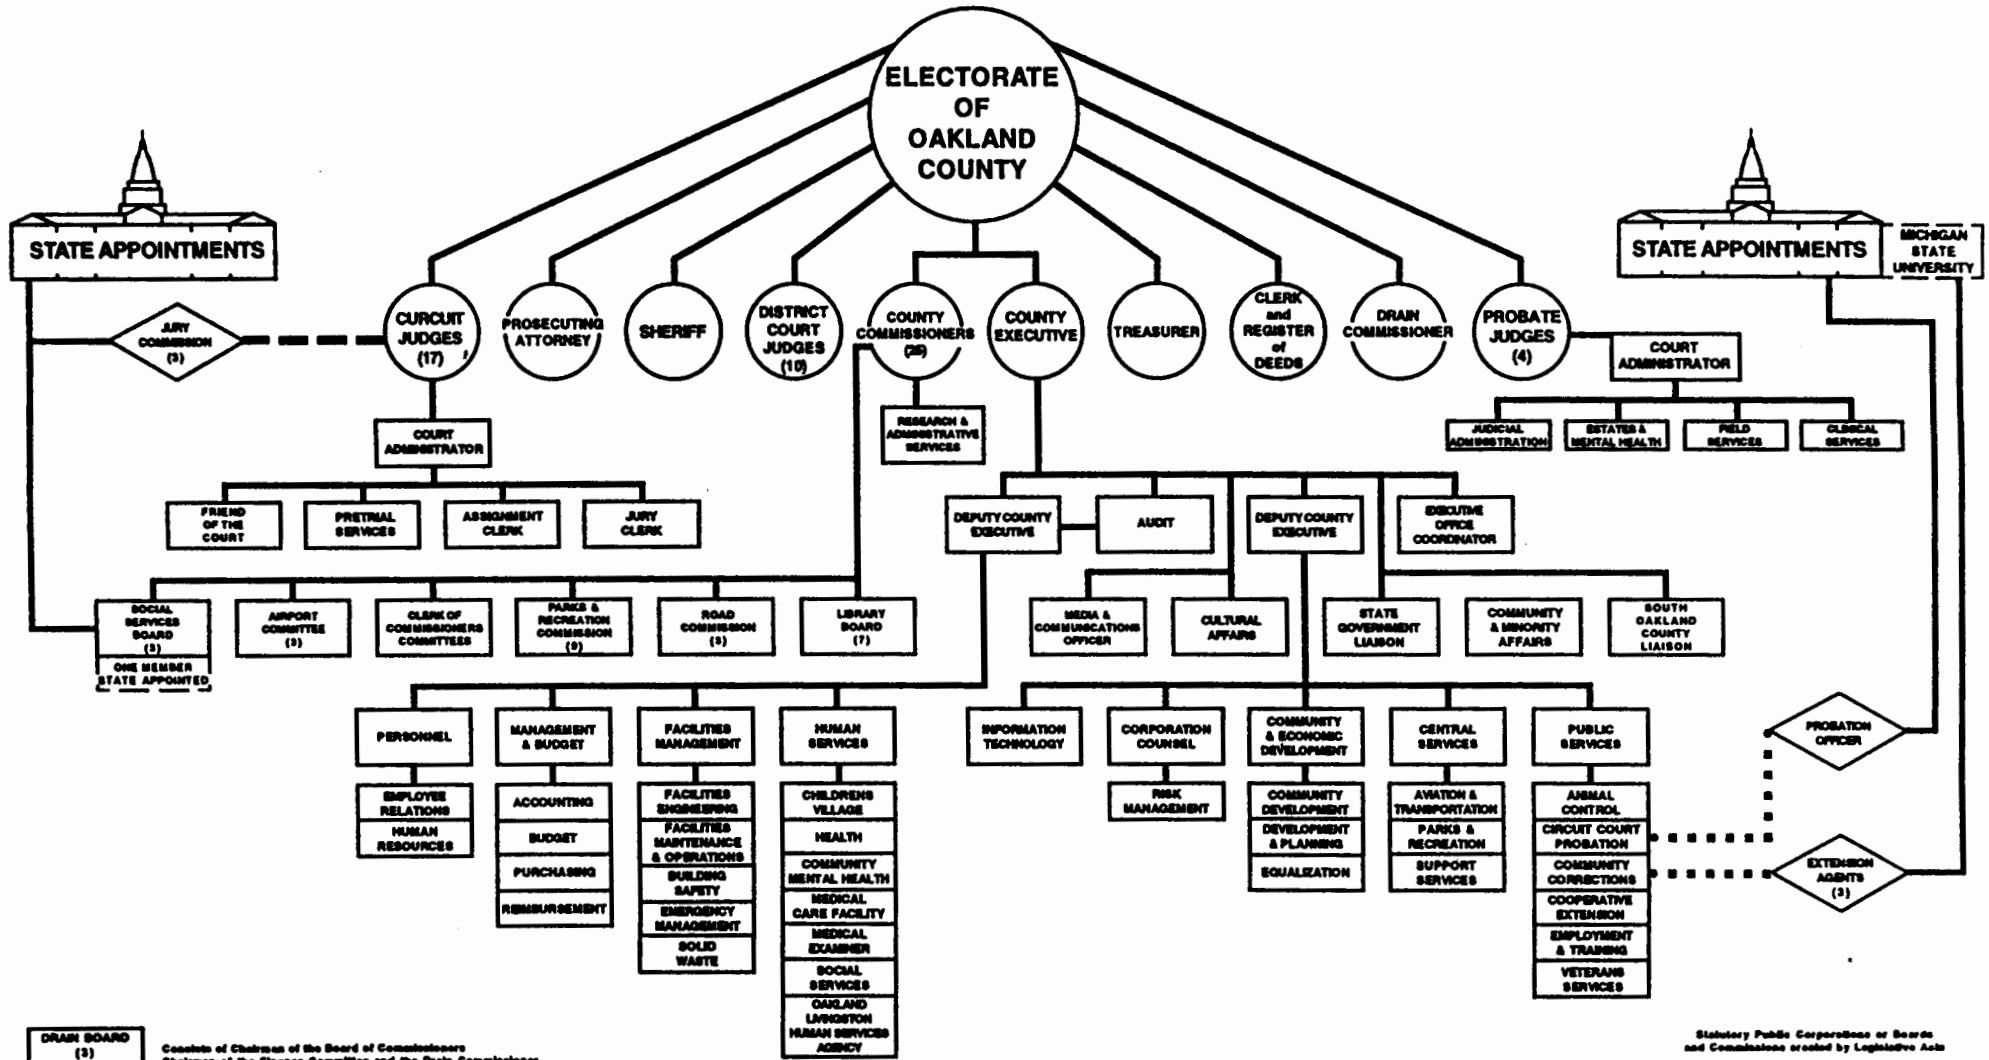 ELECTORATE
OF
OAKLAND
COUNTY
STATE APPOINTMENTS
STATE APPOINTMENTS
MICHIGAN
STATE
UNIVERSITY
JURY
COMMISSION
(3)
CURCUIT
JUDGES
(17)
PROSECUTING
ATTORNEY
SHERIFF
DISTRICT
COURT
JUDGES
(10)
COUNTY
COMMISSIONERS
(25)
COUNTY
EXECUTIVE
TREASURER
CLERK
and
REGISTER
of
DEEDS
DRAIN
COMMISSIONER
PROBATE
JUDGES
(4)
COURT
ADMINISTRATOR
JUDICIAL
ADMINISTRATION
ESTATES &
MENTAL HEALTH
FIELD
SERVICES
CLINICAL
SERVICES
COURT
ADMINISTRATOR
RESEARCH &
ADMINISTRATIVE
SERVICES
FRIEND
OF THE
COURT
PRETRIAL
SERVICES
ASSIGNMENT
CLERK
JURY
CLERK
DEPUTY COUNTY
EXECUTIVE
AUDIT
DEPUTY COUNTY
EXECUTIVE
EXECUTIVE
OFFICE
COORDINATOR
SOCIAL
SERVICES
BOARD
(3)
ONE MEMBER
STATE APPOINTED
AIRPORT
COMMITTEE
(3)
CLERK OF
COMMISSIONERS
COMMITTEES
PARKS &
RECREATION
COMMISSION
(9)
ROAD
COMMISSION
(3)
LIBRARY
BOARD
(7)
MEDIA &
COMMUNICATIONS
OFFICER
CULTURAL
AFFAIRS
STATE
GOVERNMENT
LIAISON
COMMUNITY
& MINORITY
AFFAIRS
SOUTH
OAKLAND
COUNTY
LIAISON
PERSONNEL
MANAGEMENT
& BUDGET
FACILITIES
MANAGEMENT
HUMAN
SERVICES
INFORMATION
TECHNOLOGY
CORPORATION
COUNSEL
COMMUNITY
& ECONOMIC
DEVELOPMENT
CENTRAL
SERVICES
PUBLIC
SERVICES
PROBATION
OFFICER
EMPLOYEE
RELATIONS
HUMAN
RESOURCES
ACCOUNTING
BUDGET
PURCHASING
REIMBURSEMENT
FACILITIES
ENGINEERING
FACILITIES
MAINTENANCE
& OPERATIONS
BUILDING
SAFETY
EMERGENCY
MANAGEMENT
SOLID
WASTE
CHILDRENS
VILLAGE
HEALTH
COMMUNITY
MENTAL HEALTH
MEDICAL
CARE FACILITY
MEDICAL
EXAMINER
SOCIAL
SERVICES
OAKLAND
LIVINGSTON
HUMAN SERVICES
AGENCY
RISK
MANAGEMENT
COMMUNITY
DEVELOPMENT
DEVELOPMENT
& PLANNING
EQUALIZATION
AVIATION &
TRANSPORTATION
PARKS &
RECREATION
SUPPORT
SERVICES
ANIMAL
CONTROL
CIRCUIT COURT
PROBATION
COMMUNITY
CORRECTIONS
COOPERATIVE
EXTENSION
EMPLOYMENT
& TRAINING
VETERANS
SERVICES
EXTENSION
AGENTS
(3)
DRAIN BOARD
(3)
Consists of Chairman of the Board of Commissioners
Chairman of the Finance Committee and the Drain Commissioner
Statutory Public Corporations or Boards
and Commissions created by Legislative Acts